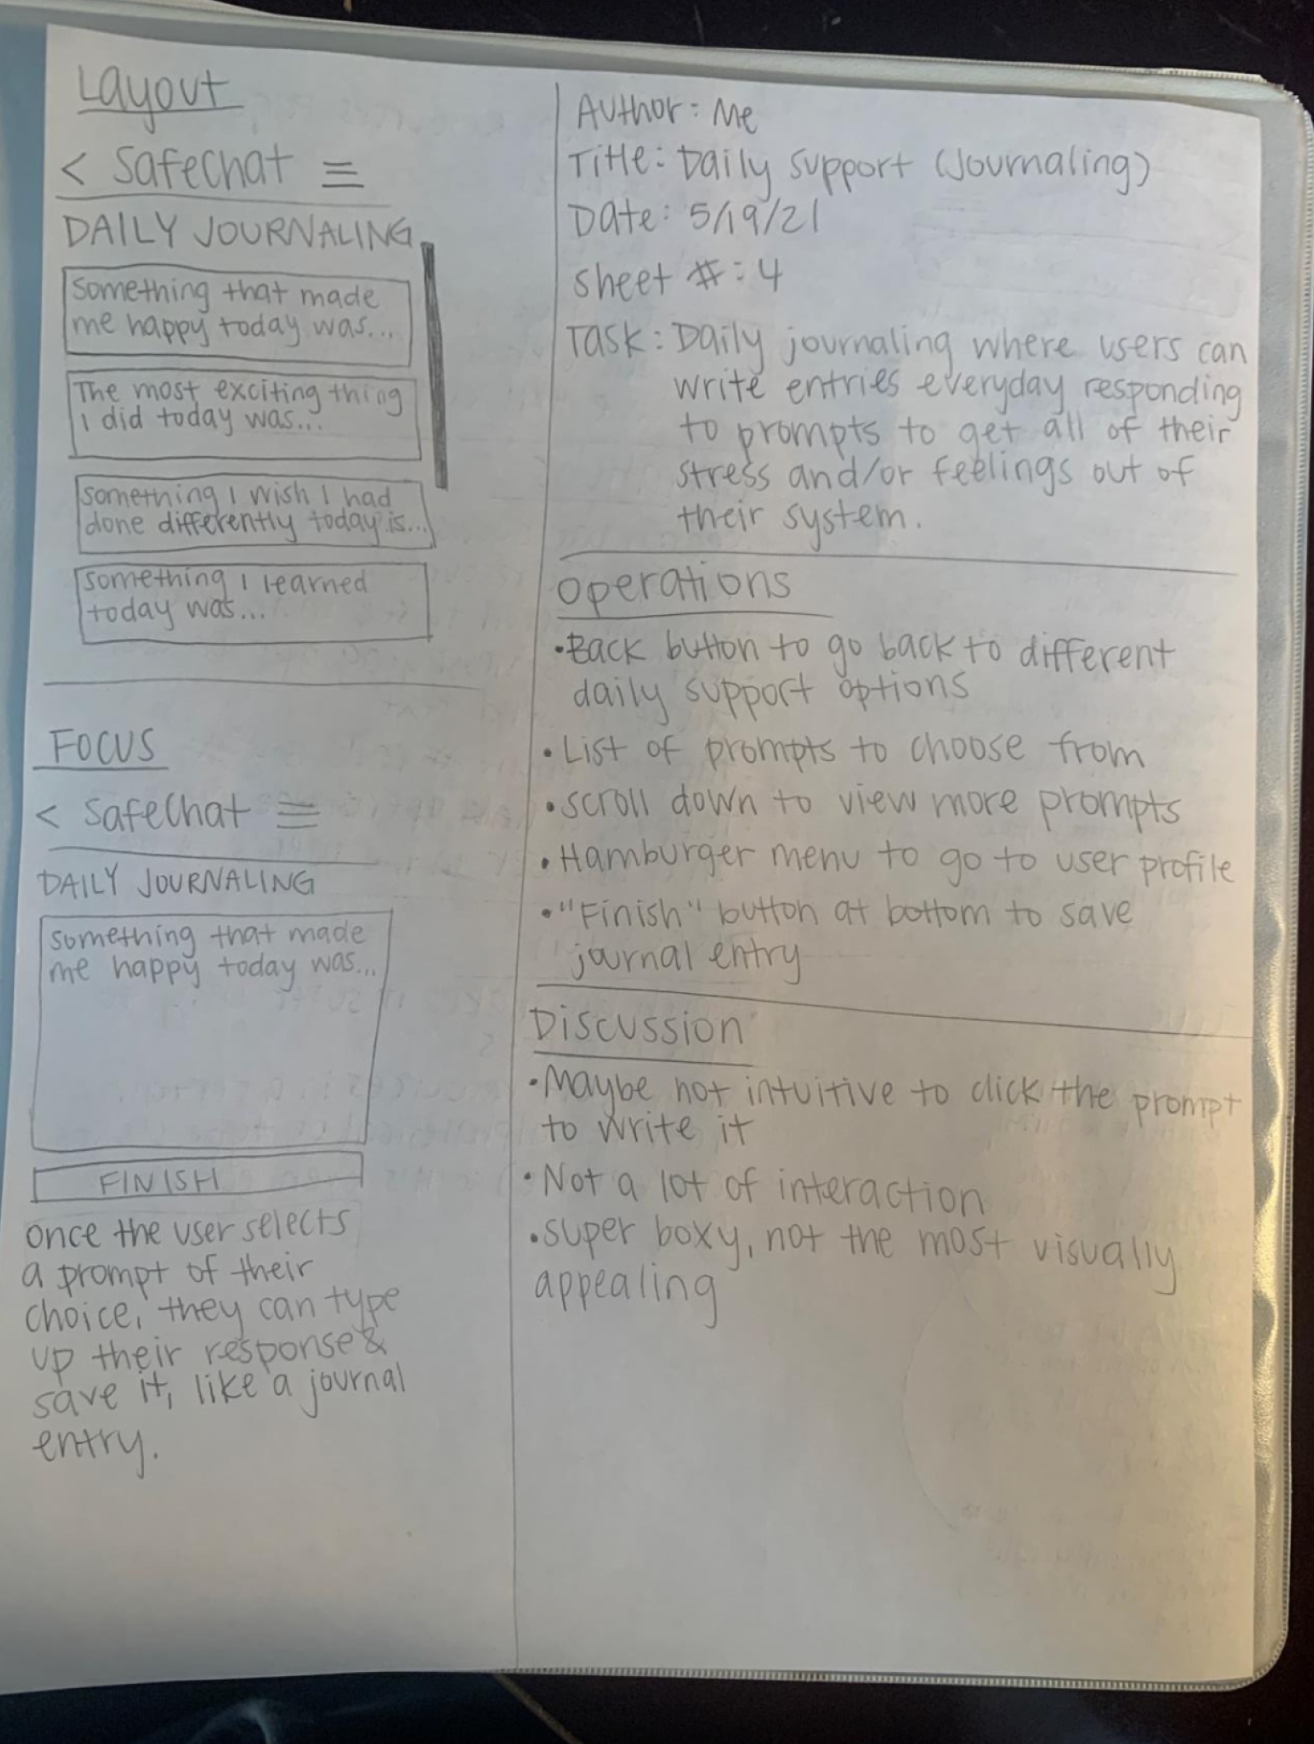 Layout
< Safechat ≡
DAILY JOURNALING
something that made
me happy today was...
The most exciting thing
I did today was...
something I wish I had
done differently today is...
something I learned
today was...
FOCUS
< Safechat ≡
DAILY JOURNALING
something that made
me happy today was...
FINISH
once the user selects
a prompt of their
choice, they can type
up their response &
save it, like a journal
entry.
Author: Me
Title: Daily Support (Journaling)
Date: 5/19/21
sheet #: 4
Task: Daily journaling where users can
write entries everyday responding
to prompts to get all of their
stress and/or feelings out of
their system.
operations
•Back button to go back to different
daily support options
•List of prompts to choose from
•scroll down to view more prompts
•Hamburger menu to go to user profile
•"Finish" button at bottom to save
journal entry
Discussion
•Maybe not intuitive to click the prompt
to write it
•Not a lot of interaction
•super boxy, not the most visually
appealing